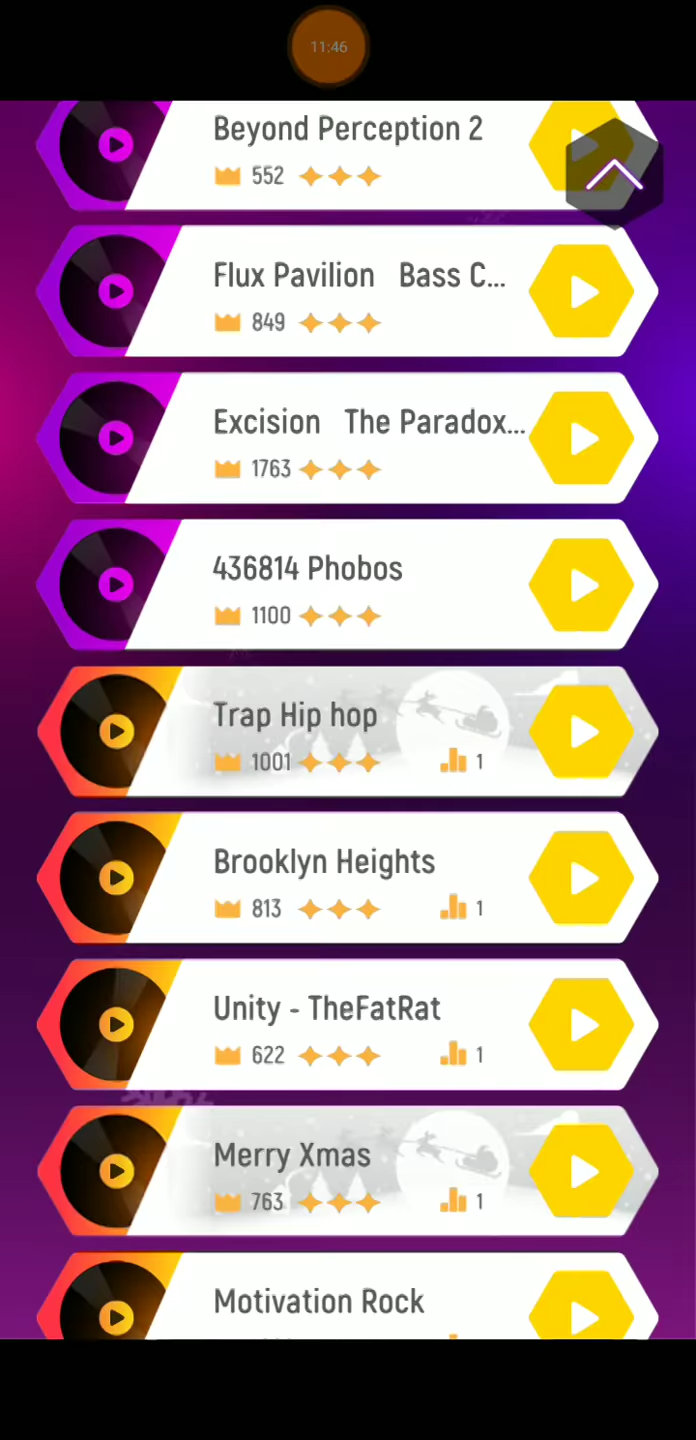 11:46
Beyond Perception 2
552
Flux Pavilion Bass C...
849
Excision The Paradox...
1763
436814 Phobos
1100
Trap Hip hop
1001 1
Brooklyn Heights
813 1
Unity - TheFatRat
622 1
Merry Xmas
763 1
Motivation Rock